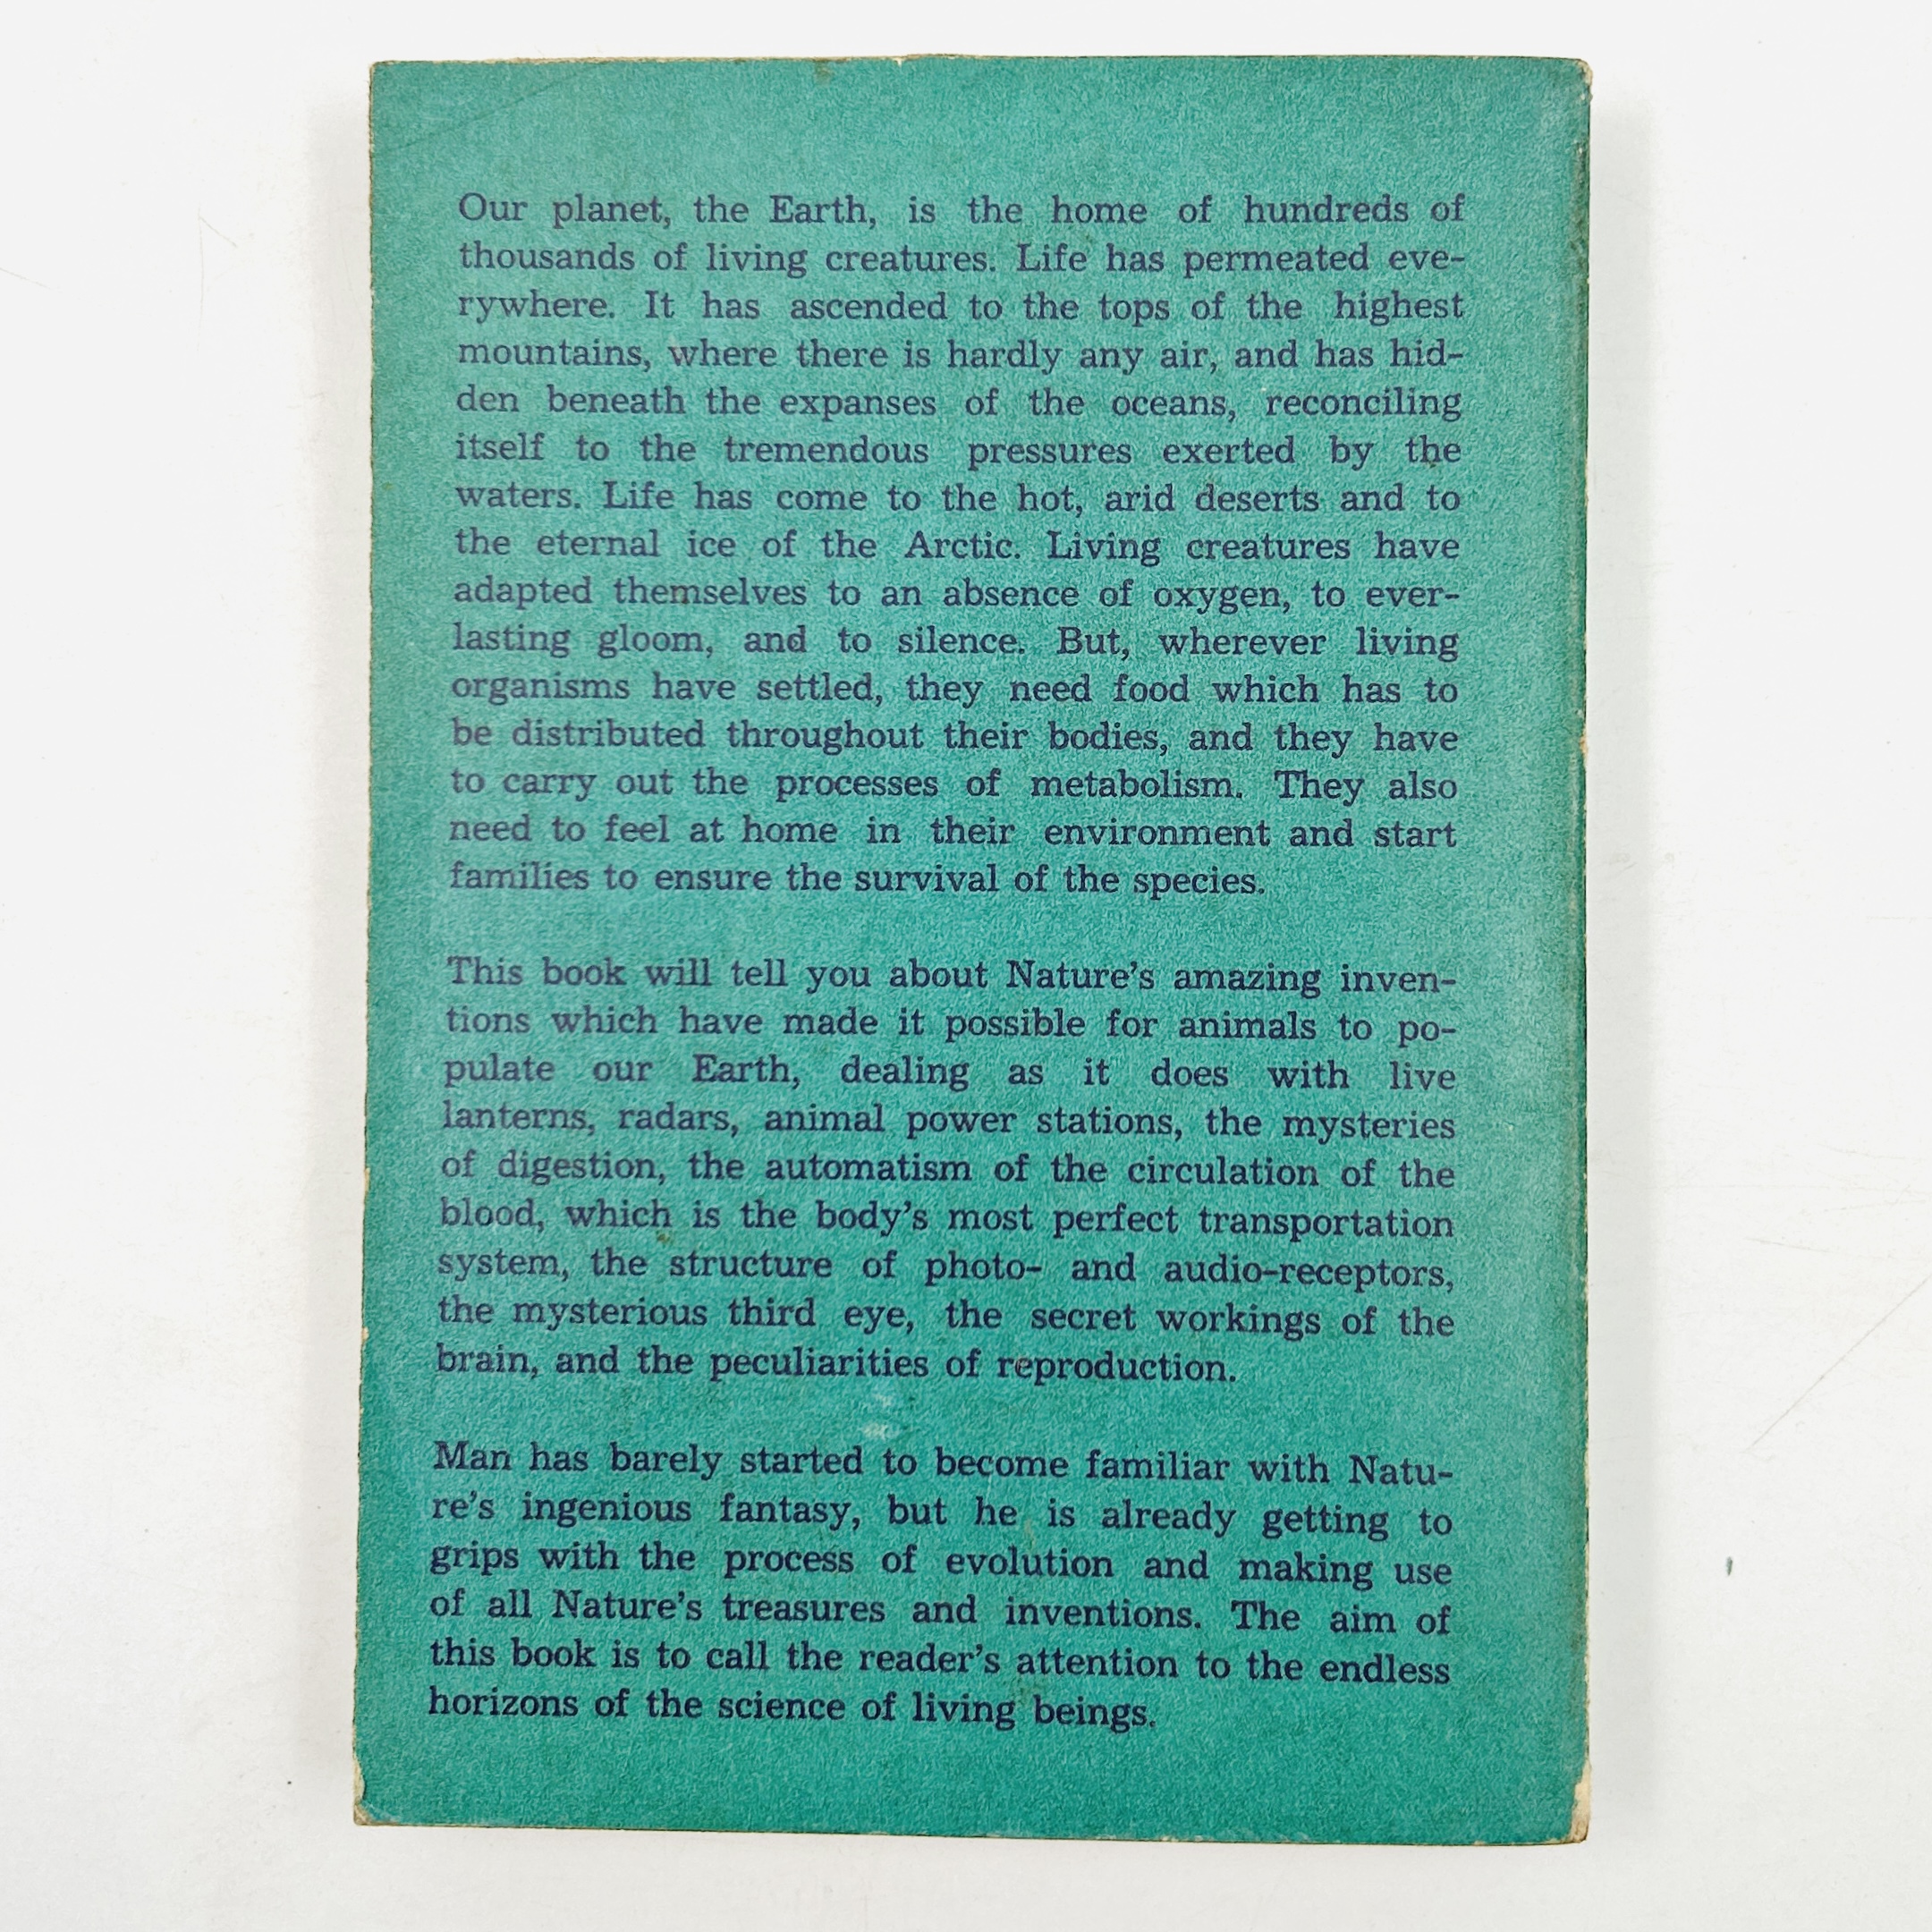 Our planet, the Earth, is the home of hundreds of
thousands of living creatures. Life has permeated eve-
rywhere. It has ascended to the tops of the highest
mountains, where there is hardly any air, and has hid-
den beneath the expanses of the oceans, reconciling
itself to the tremendous pressures exerted by the
waters. Life has come to the hot, arid deserts and to
the eternal ice of the Arctic. Living creatures have
adapted themselves to an absence of oxygen, to ever-
lasting gloom, and to silence. But, wherever living
organisms have settled, they need food which has to
be distributed throughout their bodies, and they have
to carry out the processes of metabolism. They also
need to feel at home in their environment and start
families to ensure the survival of the species.
This book will tell you about Nature's amazing inven-
tions which have made it possible for animals to po-
pulate our Earth, dealing as it does with live
lanterns, radars, animal power stations, the mysteries
of digestion, the automatism of the circulation of the
blood, which is the body's most perfect transportation
system, the structure of photo- and audio-receptors,
the mysterious third eye, the secret workings of the
brain, and the peculiarities of reproduction.
Man has barely started to become familiar with Natu-
re's ingenious fantasy, but he is already getting to
grips with the process of evolution and making use
of all Nature's treasures and inventions. The aim of
this book is to call the reader's attention to the endless
horizons of the science of living beings.